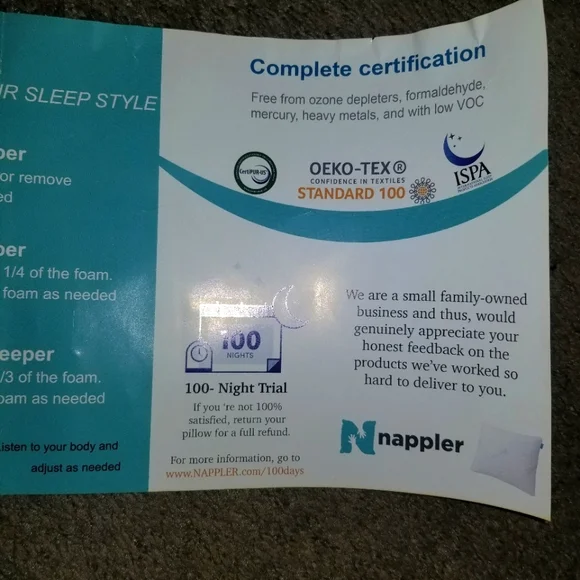 R SLEEP STYLE
per
or remove
ed
per
1/4 of the foam.
foam as needed
eeper
/3 of the foam.
oam as needed
Listen to your body and
adjust as needed
Complete certification
Free from ozone depleters, formaldehyde,
mercury, heavy metals, and with low VOC
CertiPUR-US
OEKO-TEX®
CONFIDENCE IN TEXTILES
STANDARD 100
ISPA
100
NIGHTS
100- Night Trial
If you 're not 100%
satisfied, return your
pillow for a full refund.
For more information, go to
www.NAPPLER.com/100days
We are a small family-owned
business and thus, would
genuinely appreciate your
honest feedback on the
products we've worked so
hard to deliver to you.
nappler